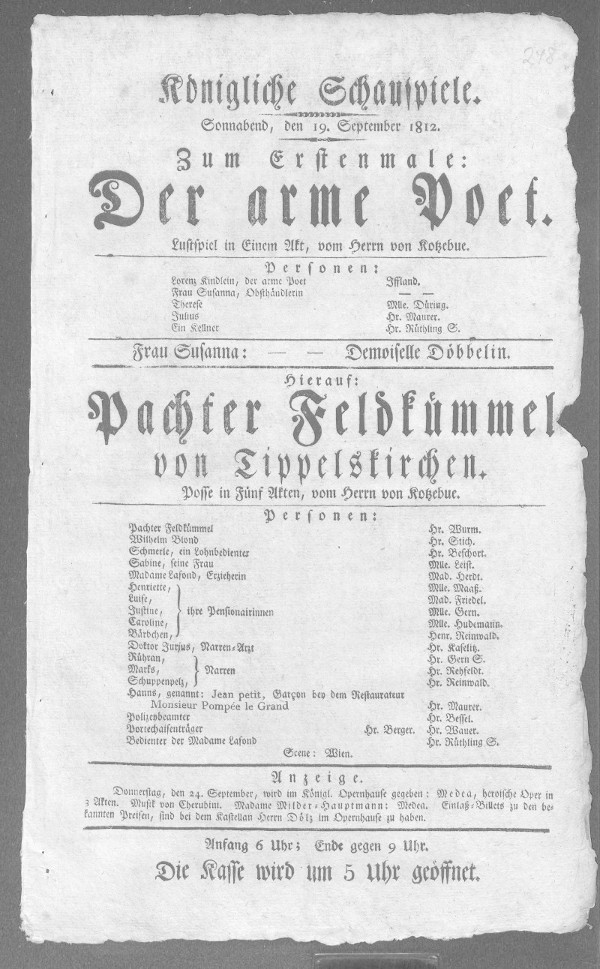 248
Königliche Schauspiele.
Sonnabend, den 19. September 1812.
Zum Erstenmale:
Der arme Poet.
Lustspiel in Einem Akt, vom Herrn von Kotzebue.
Personen:
Lorenz Kindlein, der arme Poet Iffland.
Frau Susanna, Obsthändlerin — —
Therese Mlle. Düring.
Julius Hr. Maurer.
Ein Kellner Hr. Rüthling S.
Frau Susanna: — — Demoiselle Döbbelin.
Hierauf:
Pachter Feldkümmel
von Tippelskirchen.
Posse in Fünf Akten, vom Herrn von Kotzebue.
Personen:
Pachter Feldkümmel Hr. Wurm.
Wilhelm Blond Hr. Stich.
Schmerle, ein Lohnbedienter Hr. Beschort.
Sabine, seine Frau Mlle. Leist.
Madame Lafond, Erzieherin Mad. Herdt.
Henriette, Mlle. Maaß.
Luise, Mad. Friedel.
Justine, ihre Pensionairinnen Mlle. Gern.
Caroline, Mlle. Hudemann.
Bärbchen, Henr. Reinwald.
Doktor Narren-Arzt Hr. Kaselitz.
Hr. Gern S.
Marks, Narren Hr. Rehfeldt.
Schuppenpelz, Hr. Reinwald.
Hanns, genannt: Jean petit, Garçon bey dem Restaurateur
Monsieur Pompée le Grand Hr. Maurer.
Polizeybeamter Hr. Bessel.
Portechaisenträger Hr. Berger. Hr. Wauer.
Bedienter der Madame Lafond Hr. Rüthling S.
Scene: Wien.
Anzeige.
Donnerstag, den 24. September, wird im Königl. Opernhause gegeben: Medea, heroische Oper in
3 Akten. Musik von Cherubini. Madame Milder-Hauptmann: Medea. Einlaß-Billets zu den be-
kannten Preisen, sind bei dem Kastellan Herrn Dölz im Opernhause zu haben.
Anfang 6 Uhr; Ende gegen 9 Uhr.
Die Kasse wird um 5 Uhr geöffnet.